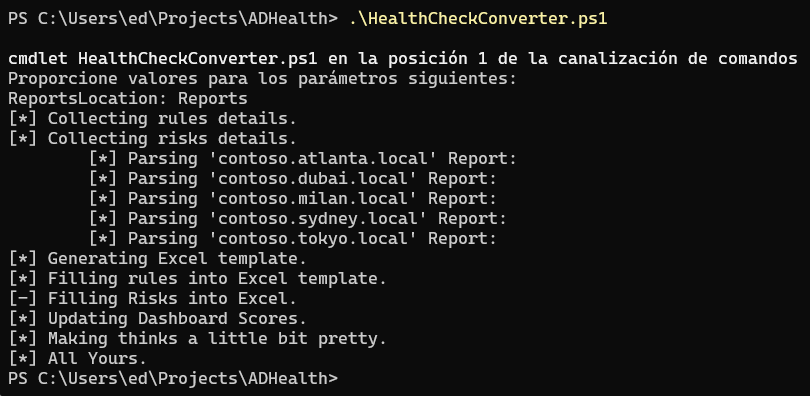 PS C:\Users\ed\Projects\ADHealth> .\HealthCheckConverter.ps1
cmdlet HealthCheckConverter.ps1 en la posición 1 de la canalización de comandos
Proporcione valores para los parámetros siguientes:
ReportsLocation: Reports
[*] Collecting rules details.
[*] Collecting risks details.
[*] Parsing 'contoso.atlanta.local' Report:
[*] Parsing 'contoso.dubai.local' Report:
[*] Parsing 'contoso.milan.local' Report:
[*] Parsing 'contoso.sydney.local' Report:
[*] Parsing 'contoso.tokyo.local' Report:
[*] Generating Excel template.
[*] Filling rules into Excel template.
[-] Filling Risks into Excel.
[*] Updating Dashboard Scores.
[*] Making thinks a little bit pretty.
[*] All Yours.
PS C:\Users\ed\Projects\ADHealth>